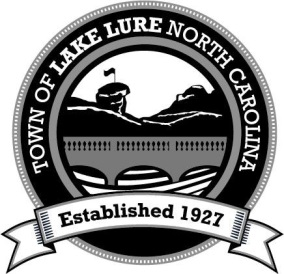 TOWN OF LAKE LURE NORTH CAROLINA
Established 1927